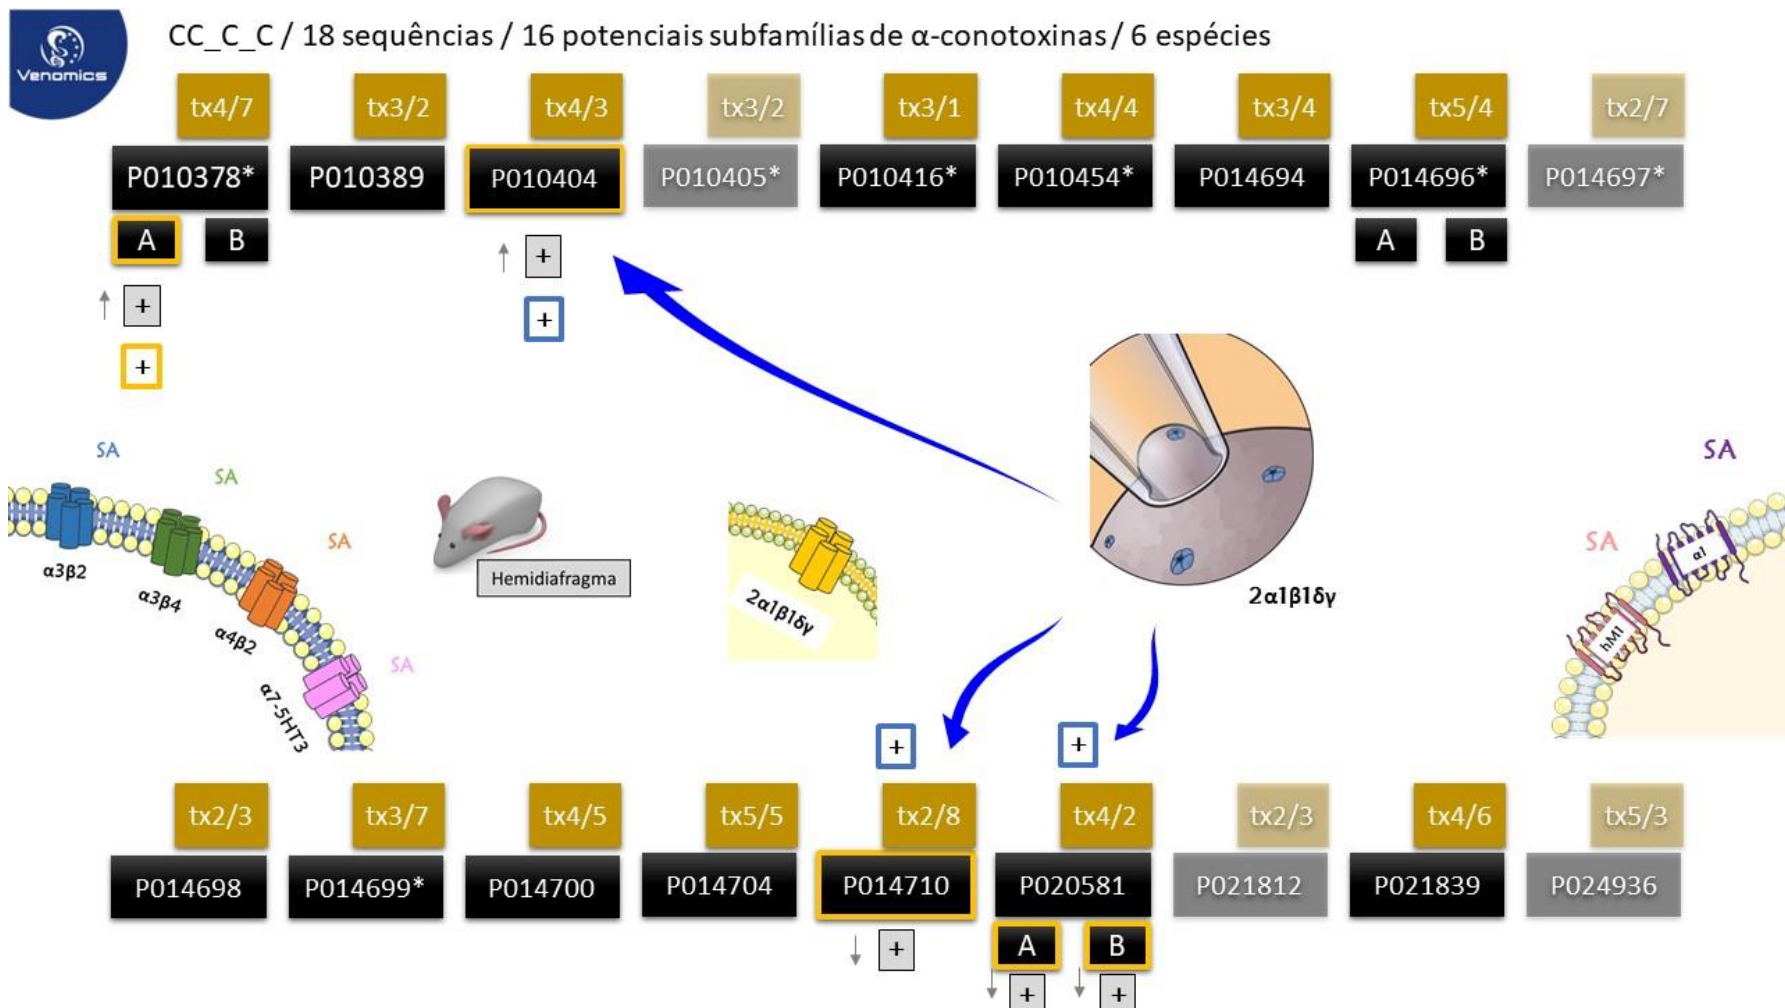 Venomics
CC_C_C / 18 sequências / 16 potenciais subfamílias de α-conotoxinas / 6 espécies
tx4/7 tx3/2 tx4/3 tx3/2 tx3/1 tx4/4 tx3/4 tx5/4 tx2/7
P010378* P010389 P010404 P010405* P010416* P010454* P014694 P014696* P014697*
A B A B
↑ + ↑ +
+ +
SA SA SA SA
α3β2 α3β4 α4β2 α7-5HT3
Hemidiafragma
2α1β1δγ
2α1β1δγ
SA SA
α1
hM1
+ +
tx2/3 tx3/7 tx4/5 tx5/5 tx2/8 tx4/2 tx2/3 tx4/6 tx5/3
P014698 P014699* P014700 P014704 P014710 P020581 P021812 P021839 P024936
↓ + A B
↓ + ↓ +